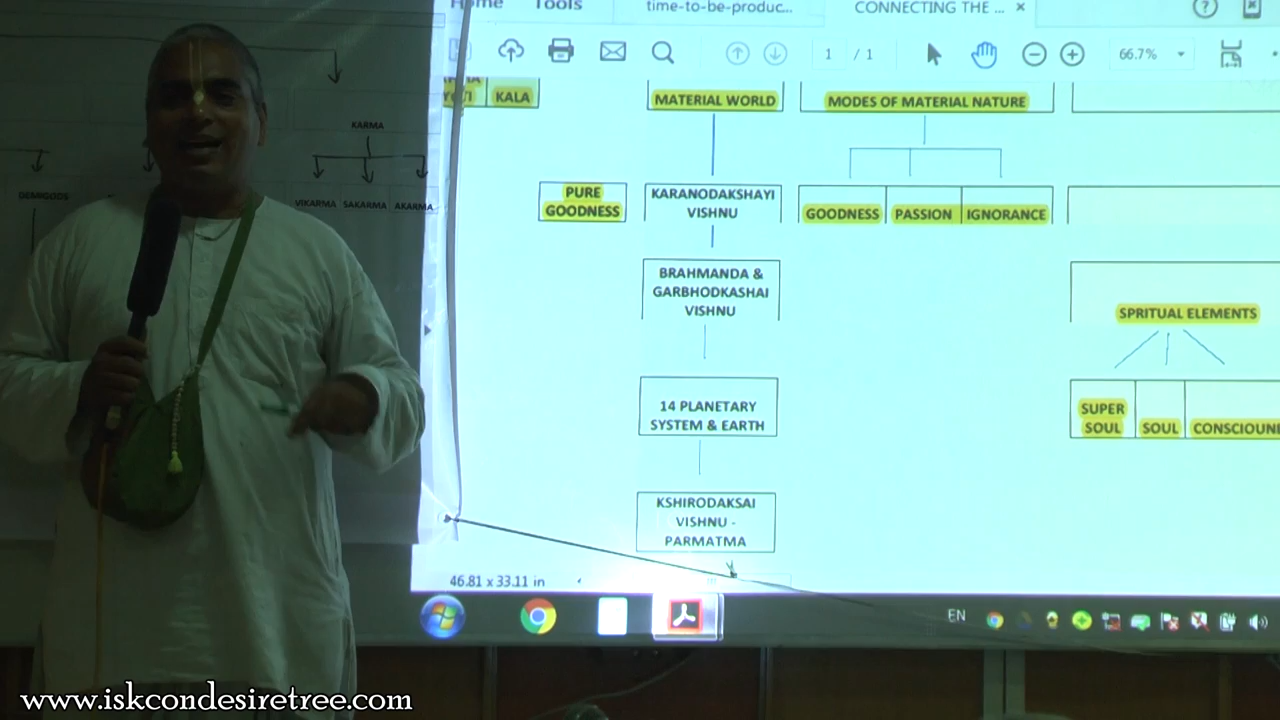 Home
Tools
time-to-be-produc...
CONNECTING THE ...
1 / 1
66.7%
KALA
MATERIAL WORLD
MODES OF MATERIAL NATURE
PURE
GOODNESS
KARANODAKSHAYI
VISHNU
GOODNESS
PASSION
IGNORANCE
BRAHMANDA &
GARBHODKASHAI
VISHNU
SPRITUAL ELEMENTS
14 PLANETARY
SYSTEM & EARTH
SUPER
SOUL
SOUL
CONSCIOUNE
KSHIRODAKSAI
VISHNU -
PARMATMA
46.81 x 33.11 in
EN
KARMA
DEMIGODS
VIKARMA
SAKARMA
AKARMA
www.iskcondesiretree.com